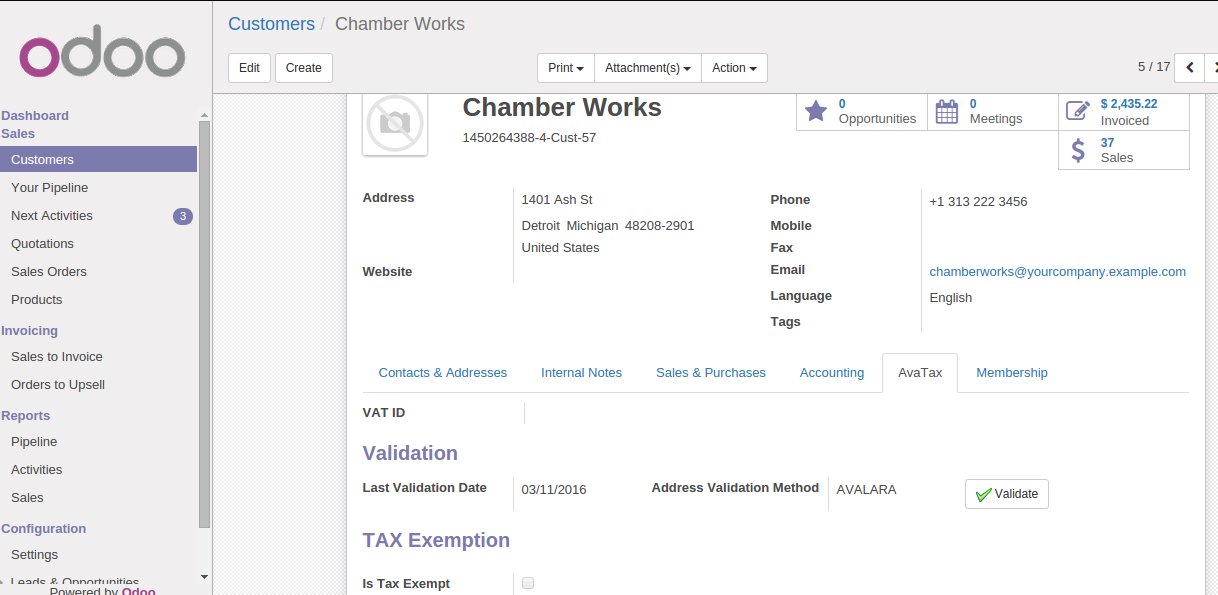 odoo
Dashboard
Sales
Customers
Your Pipeline
Next Activities 3
Quotations
Sales Orders
Products
Invoicing
Sales to Invoice
Orders to Upsell
Reports
Pipeline
Activities
Sales
Configuration
Settings
Leads & Opportunities
Powered by Odoo
Customers / Chamber Works
Edit Create Print Attachment(s) Action 5 / 17
Chamber Works
1450264388-4-Cust-57
0 Opportunities
0 Meetings
$ 2,435.22 Invoiced
37 Sales
Address 1401 Ash St
Detroit Michigan 48208-2901
United States
Website
Phone +1 313 222 3456
Mobile
Fax
Email chamberworks@yourcompany.example.com
Language English
Tags
Contacts & Addresses Internal Notes Sales & Purchases Accounting AvaTax Membership
VAT ID
Validation
Last Validation Date 03/11/2016 Address Validation Method AVALARA Validate
TAX Exemption
Is Tax Exempt